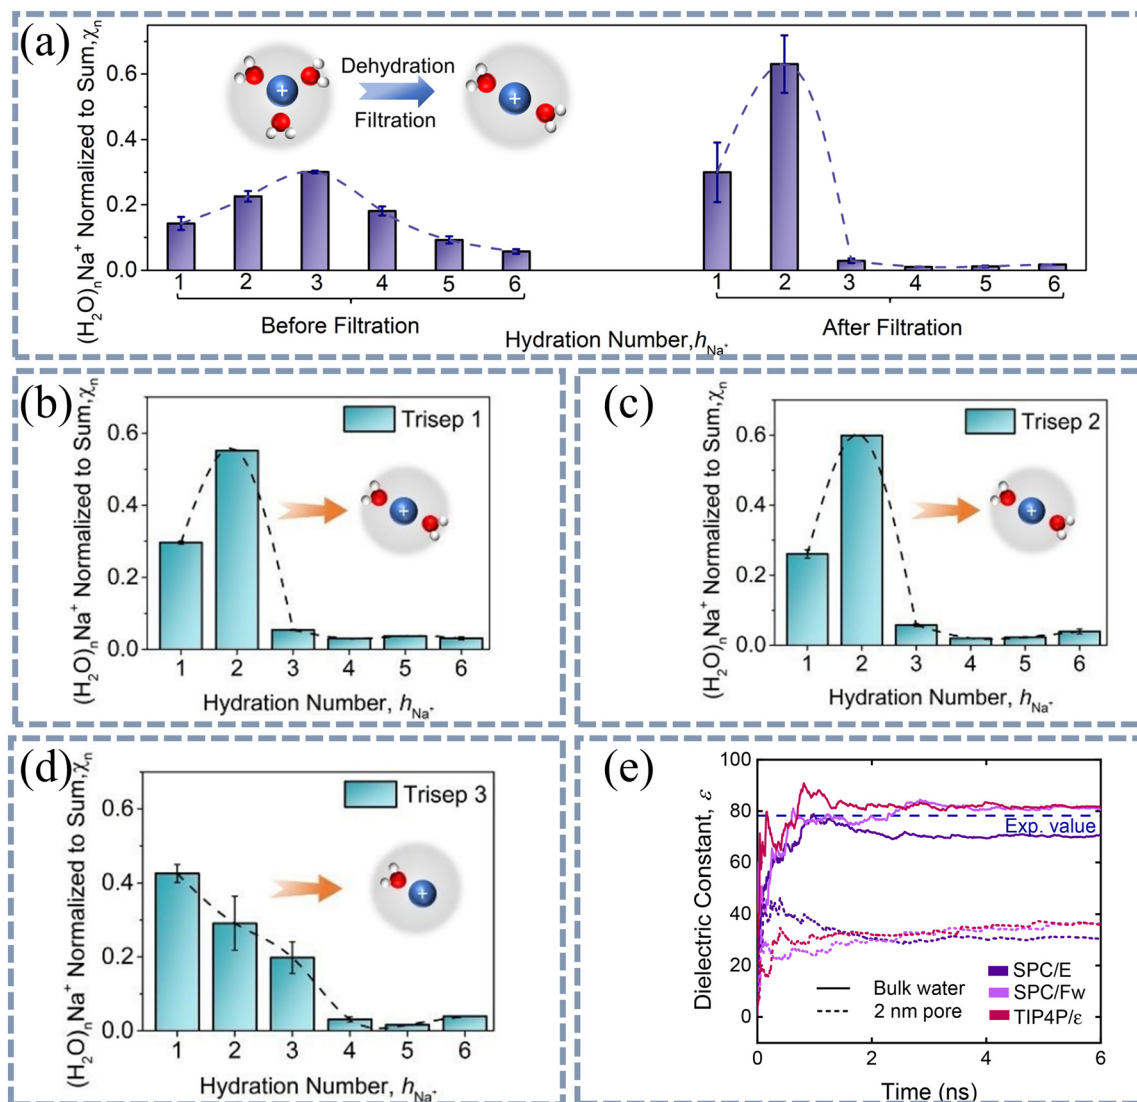 (a)
(H₂O)ₙNa⁺ Normalized to Sum,χₙ
0.6
0.4
0.2
0.0
Dehydration
Filtration
+
+
1 2 3 4 5 6
1 2 3 4 5 6
Before Filtration
After Filtration
Hydration Number,h Na⁺
(b)
(H₂O)ₙNa⁺ Normalized to Sum,χₙ
0.6
0.4
0.2
0.0
Trisep 1
+
1 2 3 4 5 6
Hydration Number, h Na⁺
(c)
(H₂O)ₙNa⁺ Normalized to Sum,χₙ
0.6
0.4
0.2
0.0
Trisep 2
+
1 2 3 4 5 6
Hydration Number, h Na⁺
(d)
(H₂O)ₙNa⁺ Normalized to Sum,χₙ
0.6
0.4
0.2
0.0
Trisep 3
+
1 2 3 4 5 6
Hydration Number, h Na⁺
(e)
Dielectric Constant, ε
100
80
60
40
20
0
Exp. value
Bulk water
2 nm pore
SPC/E
SPC/Fw
TIP4P/ε
0 2 4 6
Time (ns)